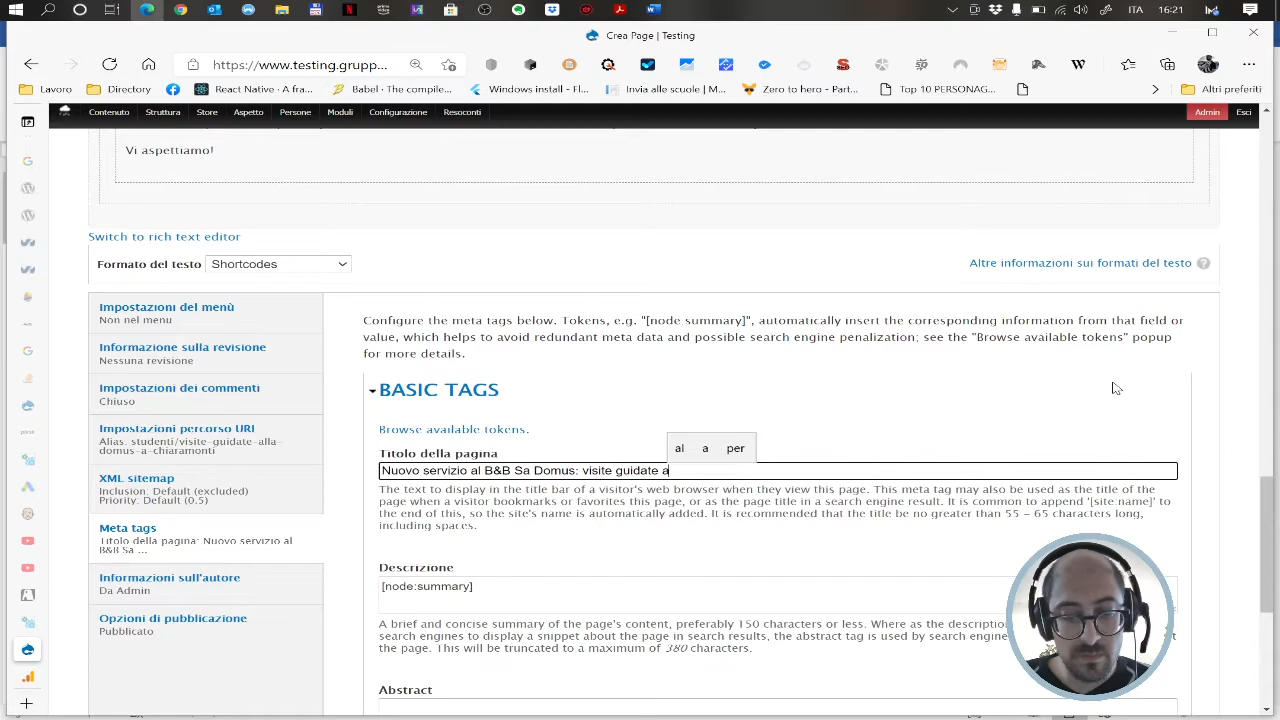 ITA 16:21
Crea Page | Testing
https://www.testing.grupp...
Lavoro Directory React Native · A fra... Babel · The compile... Windows install - Fl... Invia alle scuole | M... Zero to hero - Part... Top 10 PERSONAG... Altri preferiti
Contenuto Struttura Store Aspetto Persone Moduli Configurazione Resoconti Admin Esci
Vi aspettiamo!
Switch to rich text editor
Formato del testo Shortcodes Altre informazioni sui formati del testo ?
Impostazioni del menù
Non nel menu
Informazione sulla revisione
Nessuna revisione
Impostazioni dei commenti
Chiuso
Impostazioni percorso URI
Alias: studenti/visite-guidate-alla-
domus-a-chiaramonti
XML sitemap
Inclusion: Default (excluded)
Priority: Default (0.5)
Meta tags
Titolo della pagina: Nuovo servizio al
B&B Sa ...
Informazioni sull'autore
Da Admin
Opzioni di pubblicazione
Pubblicato
Configure the meta tags below. Tokens, e.g. "[node summary]", automatically insert the corresponding information from that field or
value, which helps to avoid redundant meta data and possible search engine penalization; see the "Browse available tokens" popup
for more details.
BASIC TAGS
Browse available tokens.
Titolo della pagina
al a per
Nuovo servizio al B&B Sa Domus: visite guidate a
The text to display in the title bar of a visitor's web browser when they view this page. This meta tag may also be used as the title of the
page when a visitor bookmarks or favorites this page, or as the page title in a search engine result. It is common to append '[site name]' to
the end of this, so the site's name is automatically added. It is recommended that the title be no greater than 55 - 65 characters long,
including spaces.
Descrizione
[node:summary]
A brief and concise summary of the page's content, preferably 150 characters or less. Where as the description
search engines to display a snippet about the page in search results, the abstract tag is used by search engine
the page. This will be truncated to a maximum of 380 characters.
Abstract